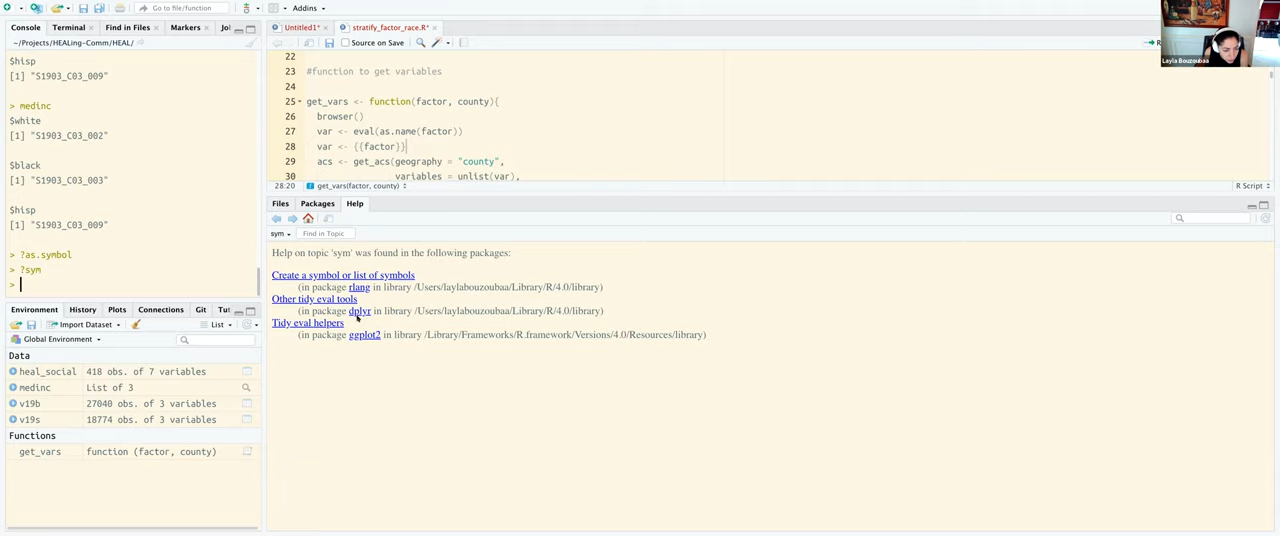 Go to file/function
Addins
Console Terminal Find in Files Markers Jo
~/Projects/HEALing-Comm/HEAL/
$hisp
[1] "S1903_C03_009"
> medinc
$white
[1] "S1903_C03_002"
$black
[1] "S1903_C03_003"
$hisp
[1] "S1903_C03_009"
> ?as.symbol
> ?sym
>
Environment History Plots Connections Git Tu
Import Dataset
List
Global Environment
Data
heal_social 418 obs. of 7 variables
medinc List of 3
v19b 27040 obs. of 3 variables
v19s 18774 obs. of 3 variables
Functions
get_vars function (factor, county)
Untitled1* stratify_factor_race.R*
Source on Save
22
23 #function to get variables
24
25 get_vars <- function(factor, county){
26 browser()
27 var <- eval(as.name(factor))
28 var <- {{factor}}
29 acs <- get_acs(geography = "county",
30 variables = unlist(var),
28:20 get_vars(factor, county) R Script
Files Packages Help
sym Find in Topic
Help on topic 'sym' was found in the following packages:
Create a symbol or list of symbols
(in package rlang in library /Users/laylabouzoubaa/Library/R/4.0/library)
Other tidy eval tools
(in package dplyr in library /Users/laylabouzoubaa/Library/R/4.0/library)
Tidy eval helpers
(in package ggplot2 in library /Library/Frameworks/R.framework/Versions/4.0/Resources/library)
Layla Bouzoubaa